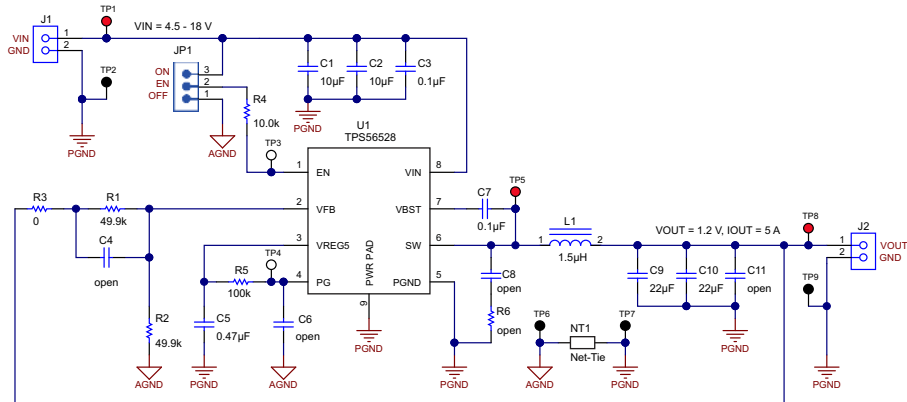 J1
VIN
GND
1
2
TP1
VIN = 4.5 - 18 V
TP2
PGND
JP1
ON
EN
OFF
3
2
1
R4
10.0k
AGND
C1
10µF
C2
10µF
C3
0.1µF
PGND
TP3
U1
TPS56528
1
EN
2
VFB
3
VREG5
4
PG
VIN
8
VBST
7
SW
6
PGND
5
PWR PAD
9
PGND
R3
0
R1
49.9k
C4
open
R2
49.9k
AGND
R5
100k
TP4
C5
0.47µF
PGND
C6
open
AGND
C7
0.1µF
TP5
C8
open
R6
open
PGND
L1
1
2
1.5µH
VOUT = 1.2 V, IOUT = 5 A
C9
22µF
C10
22µF
C11
open
PGND
TP6
AGND
NT1
Net-Tie
TP7
PGND
TP8
TP9
J2
1
2
VOUT
GND
PGND